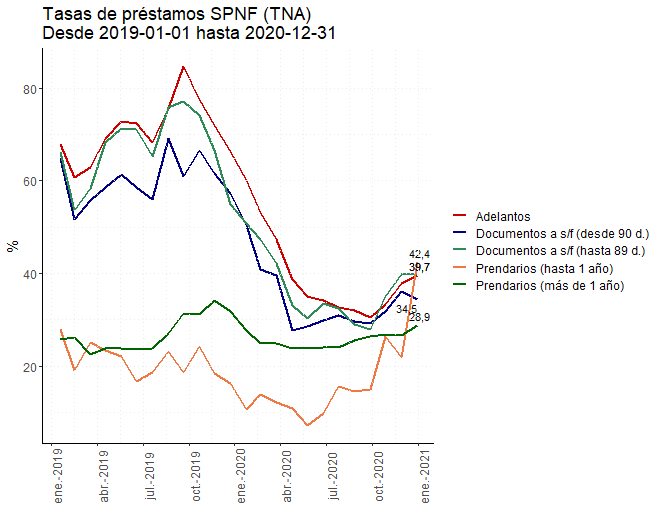 Tasas de préstamos SPNF (TNA)
Desde 2019-01-01 hasta 2020-12-31
%
80
60
40
20
42,4
39,7
34,5
28,9
ene.-2019
abr.-2019
jul.-2019
oct.-2019
ene.-2020
abr.-2020
jul.-2020
oct.-2020
ene.-2021
Adelantos
Documentos a s/f (desde 90 d.)
Documentos a s/f (hasta 89 d.)
Prendarios (hasta 1 año)
Prendarios (más de 1 año)